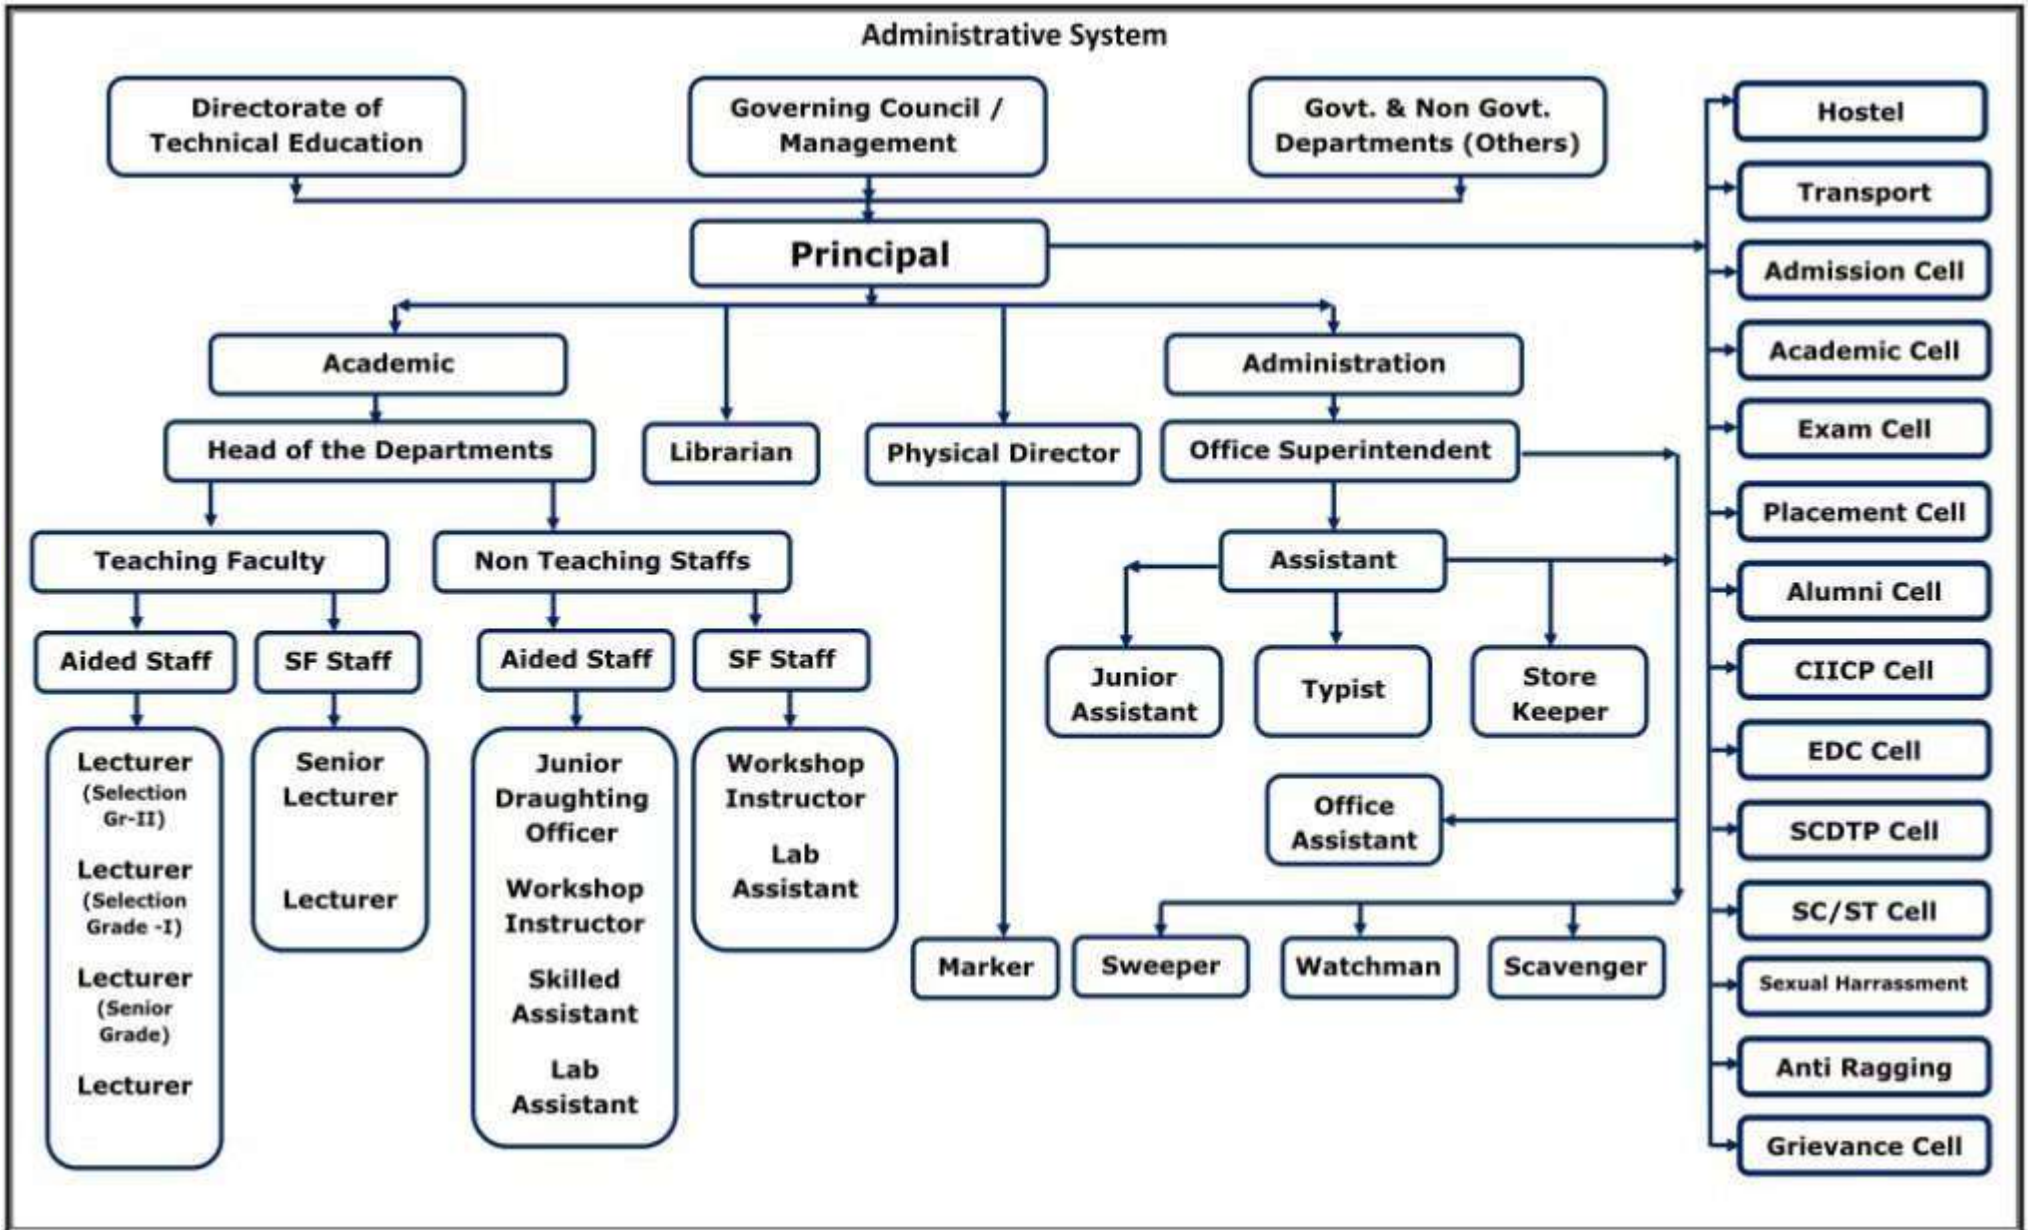 Administrative System
Directorate of
Technical Education
Governing Council /
Management
Govt. & Non Govt.
Departments (Others)
Principal
Academic
Administration
Head of the Departments
Librarian
Physical Director
Office Superintendent
Teaching Faculty
Non Teaching Staffs
Assistant
Aided Staff
SF Staff
Aided Staff
SF Staff
Junior
Assistant
Typist
Store
Keeper
Lecturer
(Selection
Gr-II)
Lecturer
(Selection
Grade -I)
Lecturer
(Senior
Grade)
Lecturer
Senior
Lecturer
Lecturer
Junior
Draughting
Officer
Workshop
Instructor
Skilled
Assistant
Lab
Assistant
Workshop
Instructor
Lab
Assistant
Office
Assistant
Marker
Sweeper
Watchman
Scavenger
Hostel
Transport
Admission Cell
Academic Cell
Exam Cell
Placement Cell
Alumni Cell
CIICP Cell
EDC Cell
SCDTP Cell
SC/ST Cell
Sexual Harrassment
Anti Ragging
Grievance Cell